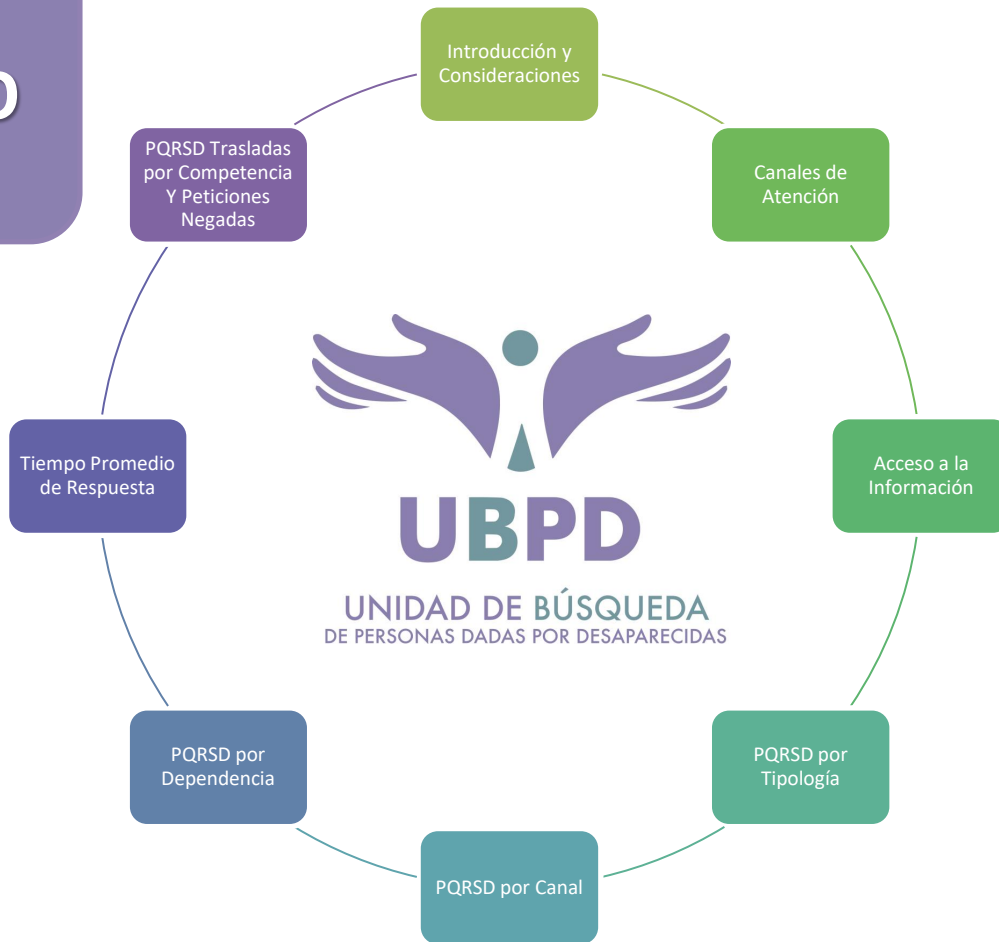 Introducción y
Consideraciones
Canales de
Atención
Acceso a la
Información
PQRSD por
Tipología
PQRSD por Canal
PQRSD por
Dependencia
Tiempo Promedio
de Respuesta
PQRSD Trasladas
por Competencia
Y Peticiones
Negadas
UBPD
UNIDAD DE BÚSQUEDA
DE PERSONAS DADAS POR DESAPARECIDAS